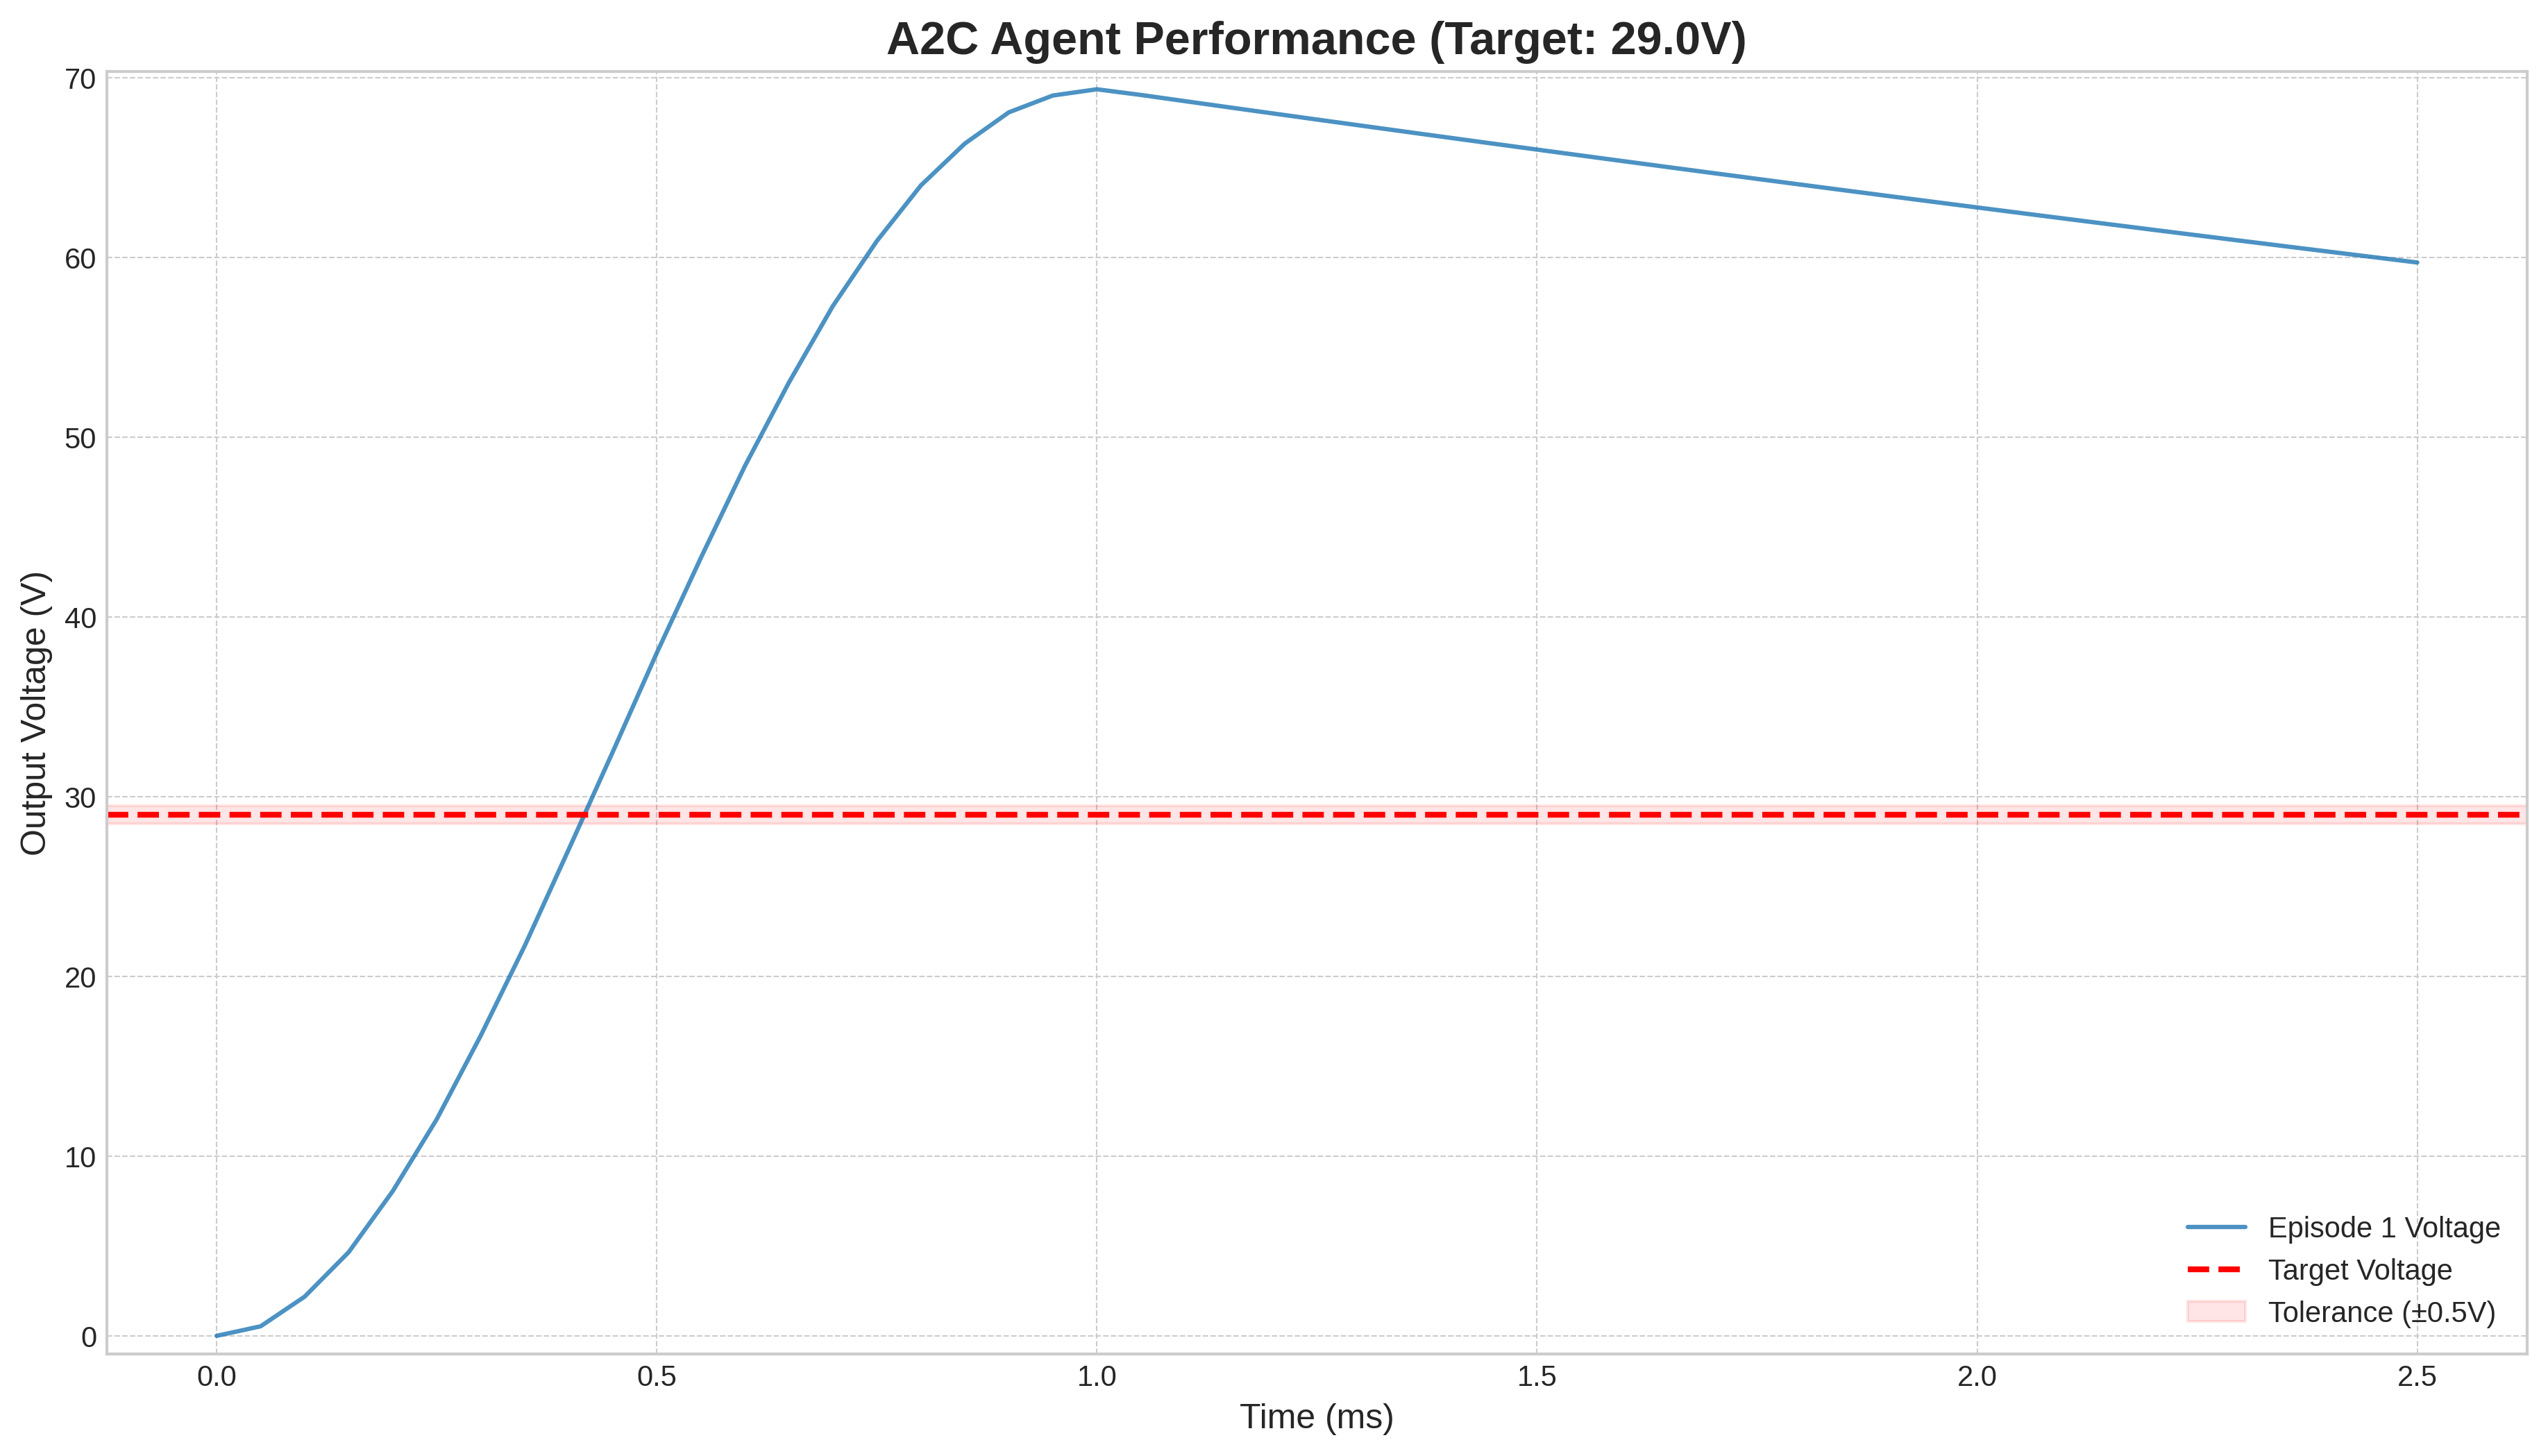 A2C Agent Performance (Target: 29.0V)
Output Voltage (V)
70
60
50
40
30
20
10
0
0.0 0.5 1.0 1.5 2.0 2.5
Time (ms)
Episode 1 Voltage
Target Voltage
Tolerance (±0.5V)